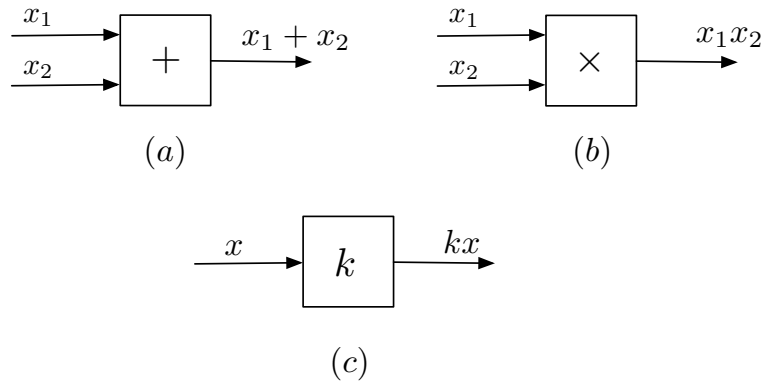 x₁ + x₁ + x₂ x₁ × x₁x₂
x₂ x₂
(a) (b)
x k kx
(c)